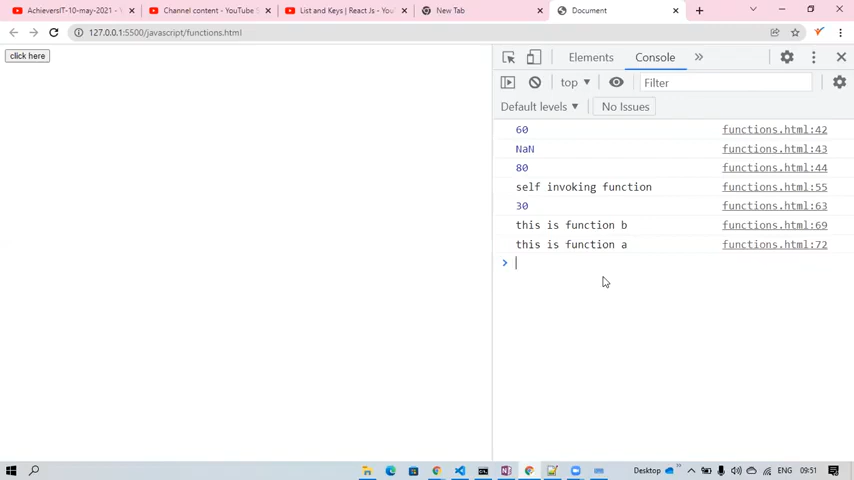 AchieversIT-10-may-2021 -
Channel content - YouTube
List and Keys | React Js - You
New Tab
Document
127.0.0.1:5500/javascript/functions.html
click here
Elements
Console
top
Filter
Default levels
No Issues
60 functions.html:42
NaN functions.html:43
80 functions.html:44
self invoking function functions.html:55
30 functions.html:63
this is function b functions.html:69
this is function a functions.html:72
Desktop
ENG
09:51